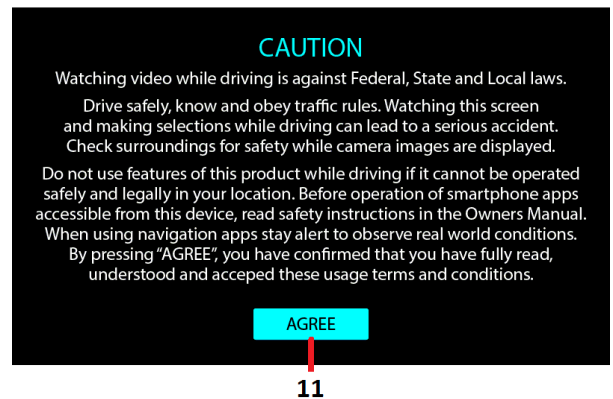 CAUTION
Watching video while driving is against Federal, State and Local laws.
Drive safely, know and obey traffic rules. Watching this screen
and making selections while driving can lead to a serious accident.
Check surroundings for safety while camera images are displayed.
Do not use features of this product while driving if it cannot be operated
safely and legally in your location. Before operation of smartphone apps
accessible from this device, read safety instructions in the Owners Manual.
When using navigation apps stay alert to observe real world conditions.
By pressing “AGREE”, you have confirmed that you have fully read,
understood and acceped these usage terms and conditions.
AGREE
11